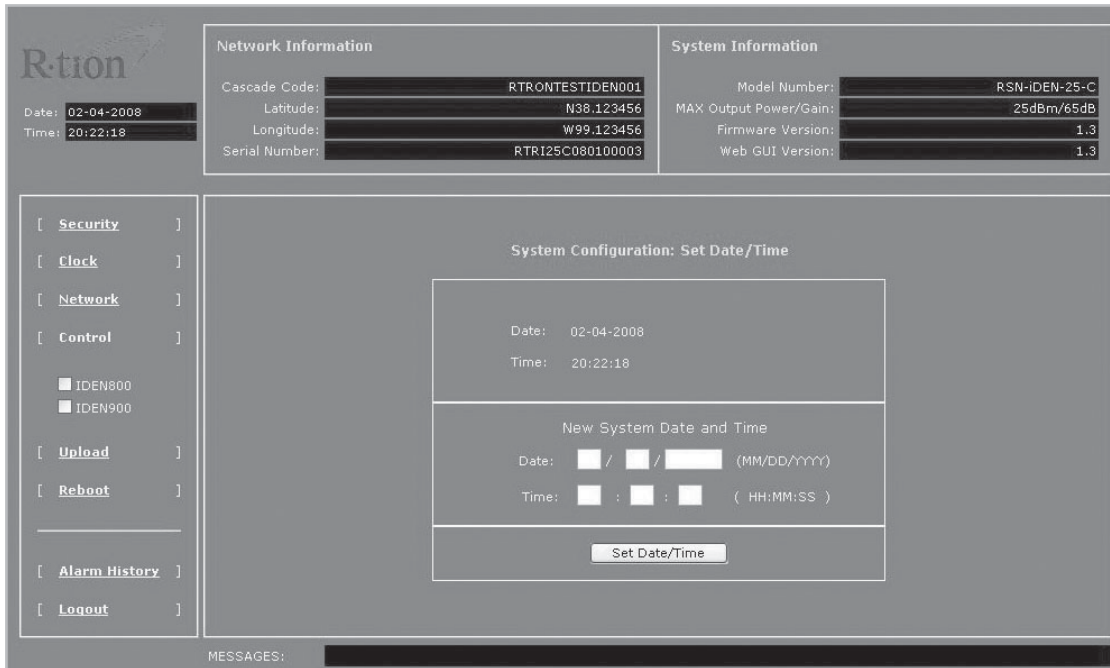 R-tion
Date: 02-04-2008
Time: 20:22:18
Network Information
Cascade Code: RTRONTESTIDEN001
Latitude: N38.123456
Longitude: W99.123456
Serial Number: RTRI25C080100003
System Information
Model Number: RSN-iDEN-25-C
MAX Output Power/Gain: 25dBm/65dB
Firmware Version: 1.3
Web GUI Version: 1.3
[ Security ]
[ Clock ]
[ Network ]
[ Control ]
IDEN800
IDEN900
[ Upload ]
[ Reboot ]
[ Alarm History ]
[ Logout ]
System Configuration: Set Date/Time
Date: 02-04-2008
Time: 20:22:18
New System Date and Time
Date: / / (MM/DD/YYYY)
Time: : : ( HH:MM:SS )
Set Date/Time
MESSAGES: